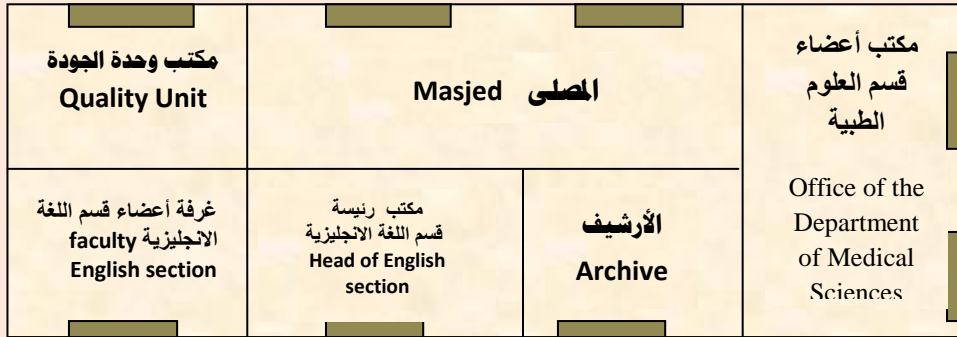 مكتب وحدة الجودة
Quality Unit
المصلى Masjed
مكتب أعضاء
قسم العلوم
الطبية
Office of the
Department
of Medical
Sciences
غرفة أعضاء قسم اللغة
الانجليزية faculty
English section
مكتب رئيسة
قسم اللغة الانجليزية
Head of English
section
الأرشيف
Archive